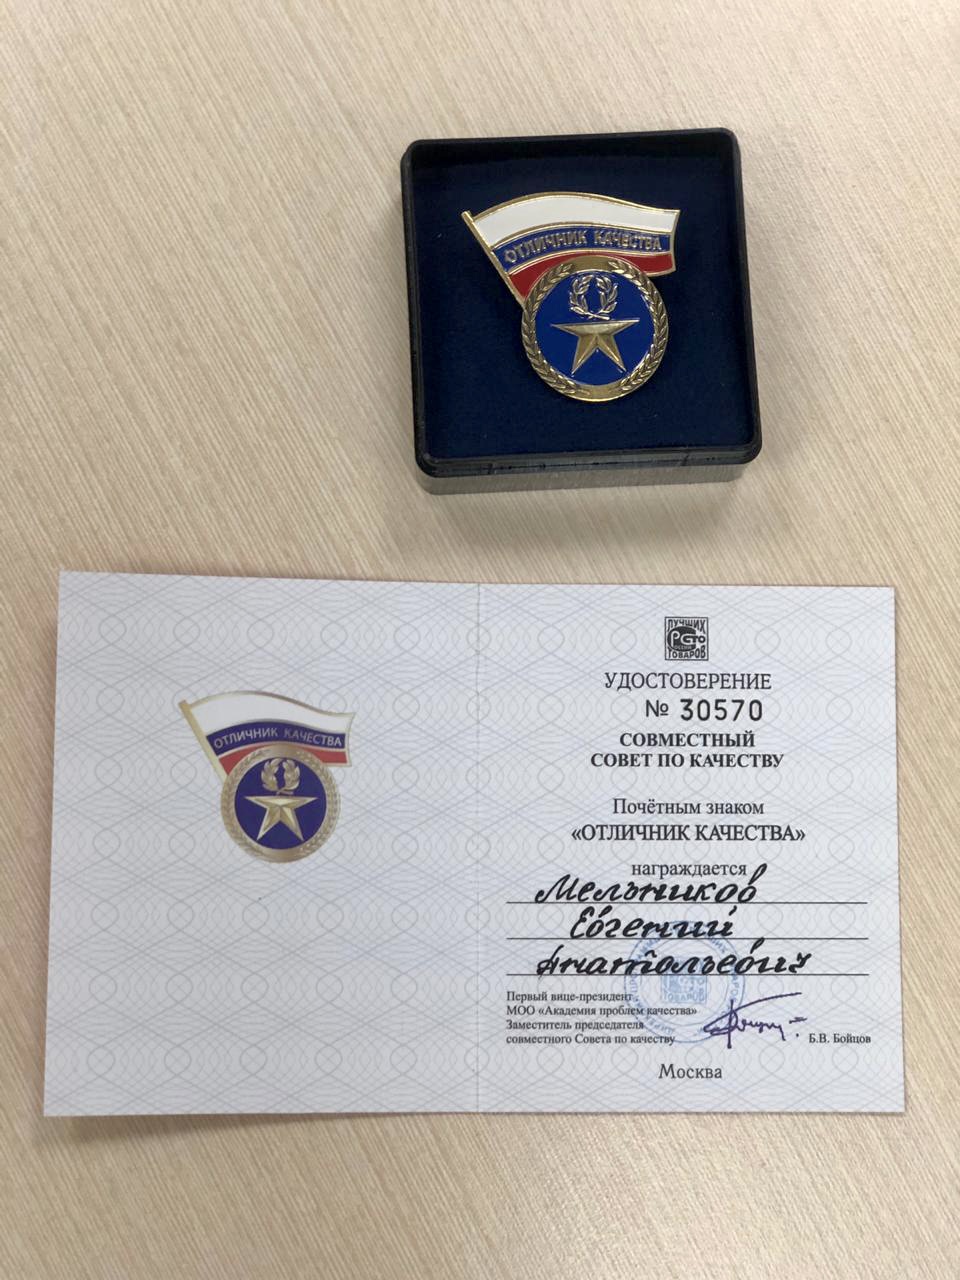 ОТЛИЧНИК КАЧЕСТВА
ОТЛИЧНИК КАЧЕСТВА
ЛУЧШИХ
ТОВАРОВ
УДОСТОВЕРЕНИЕ
№ 30570
СОВМЕСТНЫЙ
СОВЕТ ПО КАЧЕСТВУ
Почётным знаком
«ОТЛИЧНИК КАЧЕСТВА»
награждается
Мельников
Евгений
Анатольевич
Первый вице-президент
МОО «Академия проблем качества»
Заместитель председателя
совместного Совета по качеству
Б.В. Бойцов
Москва